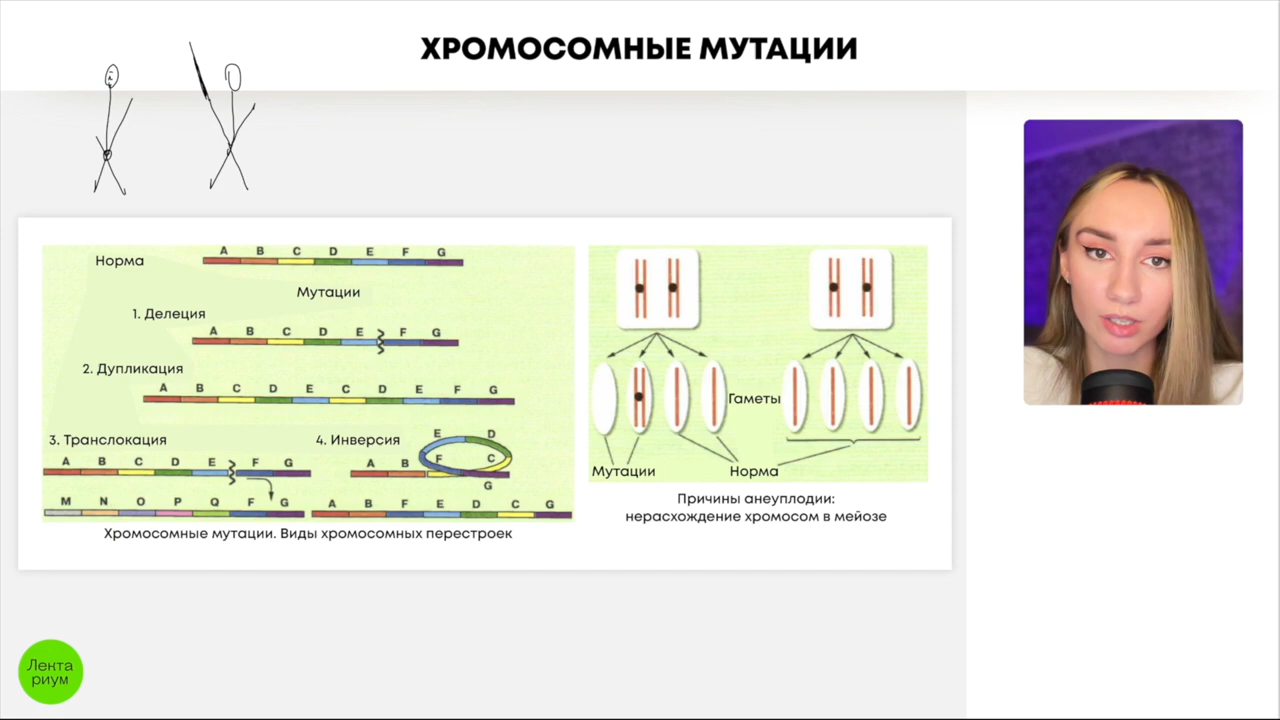 ХРОМОСОМНЫЕ МУТАЦИИ
Норма
A B C D E F G
Мутации
1. Делеция
A B C D E F G
2. Дупликация
A B C D E C D E F G
3. Транслокация
A B C D E F G
M N O P Q F G
4. Инверсия
E D
A B F C
G
A B F E D C G
Хромосомные мутации. Виды хромосомных перестроек
Гаметы
Мутации
Норма
Причины анеуплодии:
нерасхождение хромосом в мейозе
Лента
риум